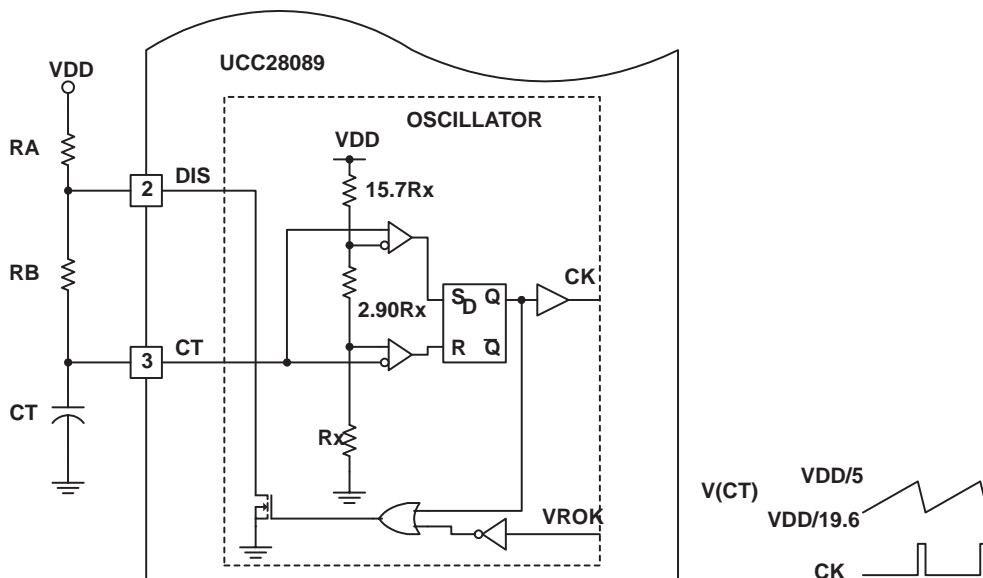 UCC28089
VDD
OSCILLATOR
VDD
RA
2
DIS
15.7Rx
RB
CK
S D Q
2.90Rx
R Q̅
3
CT
CT
Rx
VROK
V(CT)
VDD/5
VDD/19.6
CK